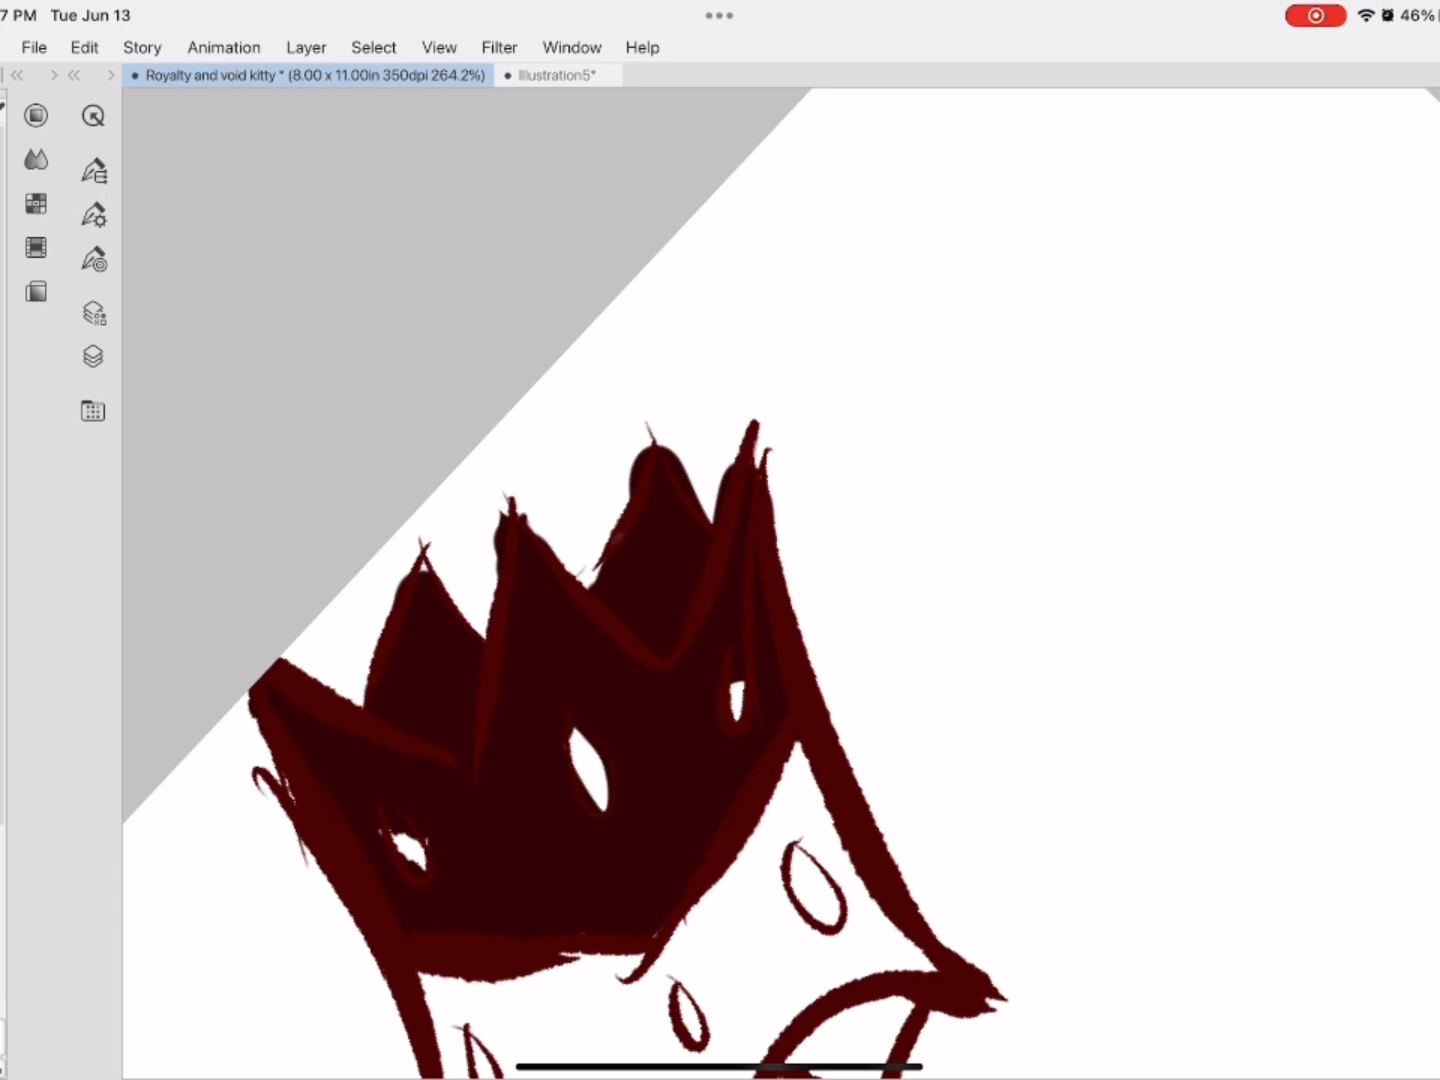 7 PM Tue Jun 13 46%
File Edit Story Animation Layer Select View Filter Window Help
Royalty and void kitty * (8.00 x 11.00in 350dpi 264.2%) Illustration5*